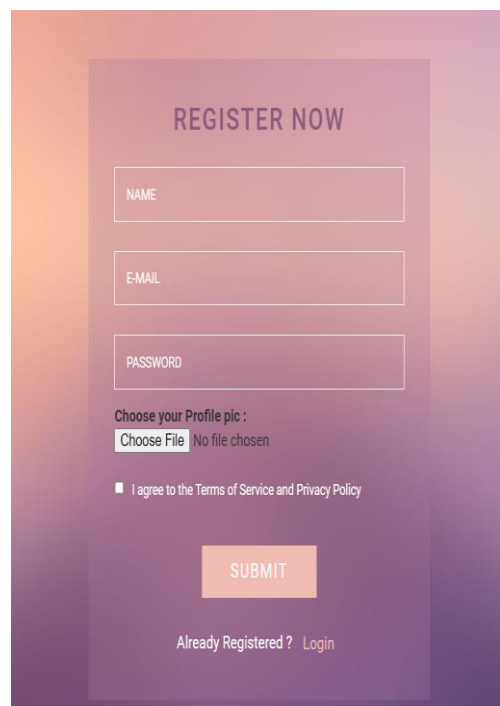 REGISTER NOW
NAME
E-MAIL
PASSWORD
Choose your Profile pic :
Choose File No file chosen
I agree to the Terms of Service and Privacy Policy
SUBMIT
Already Registered ? Login